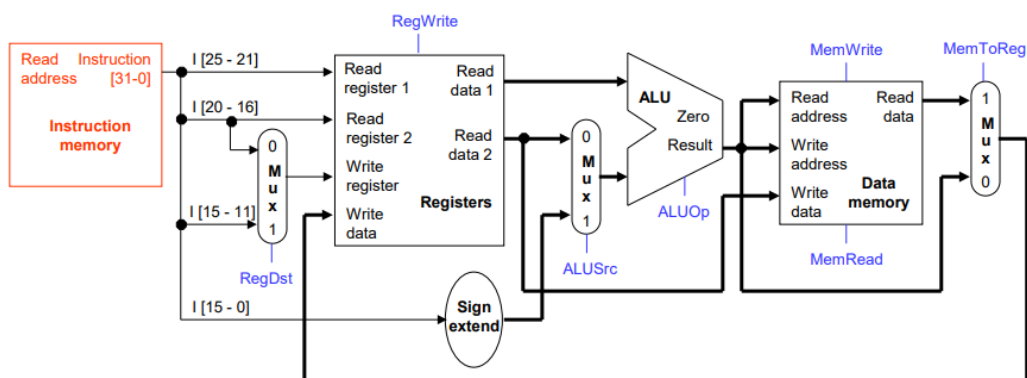 RegWrite
MemWrite
MemToReg
Read Instruction
address [31-0]
Instruction
memory
I [25 - 21]
I [20 - 16]
I [15 - 11]
I [15 - 0]
0
M
u
x
1
RegDst
Read
register 1
Read
data 1
Read
register 2
Read
data 2
Write
register
Write
data
Registers
Sign
extend
0
M
u
x
1
ALUSrc
ALU
Zero
Result
ALUOp
Read
address
Read
data
Write
address
Write
data
Data
memory
MemRead
1
M
u
x
0